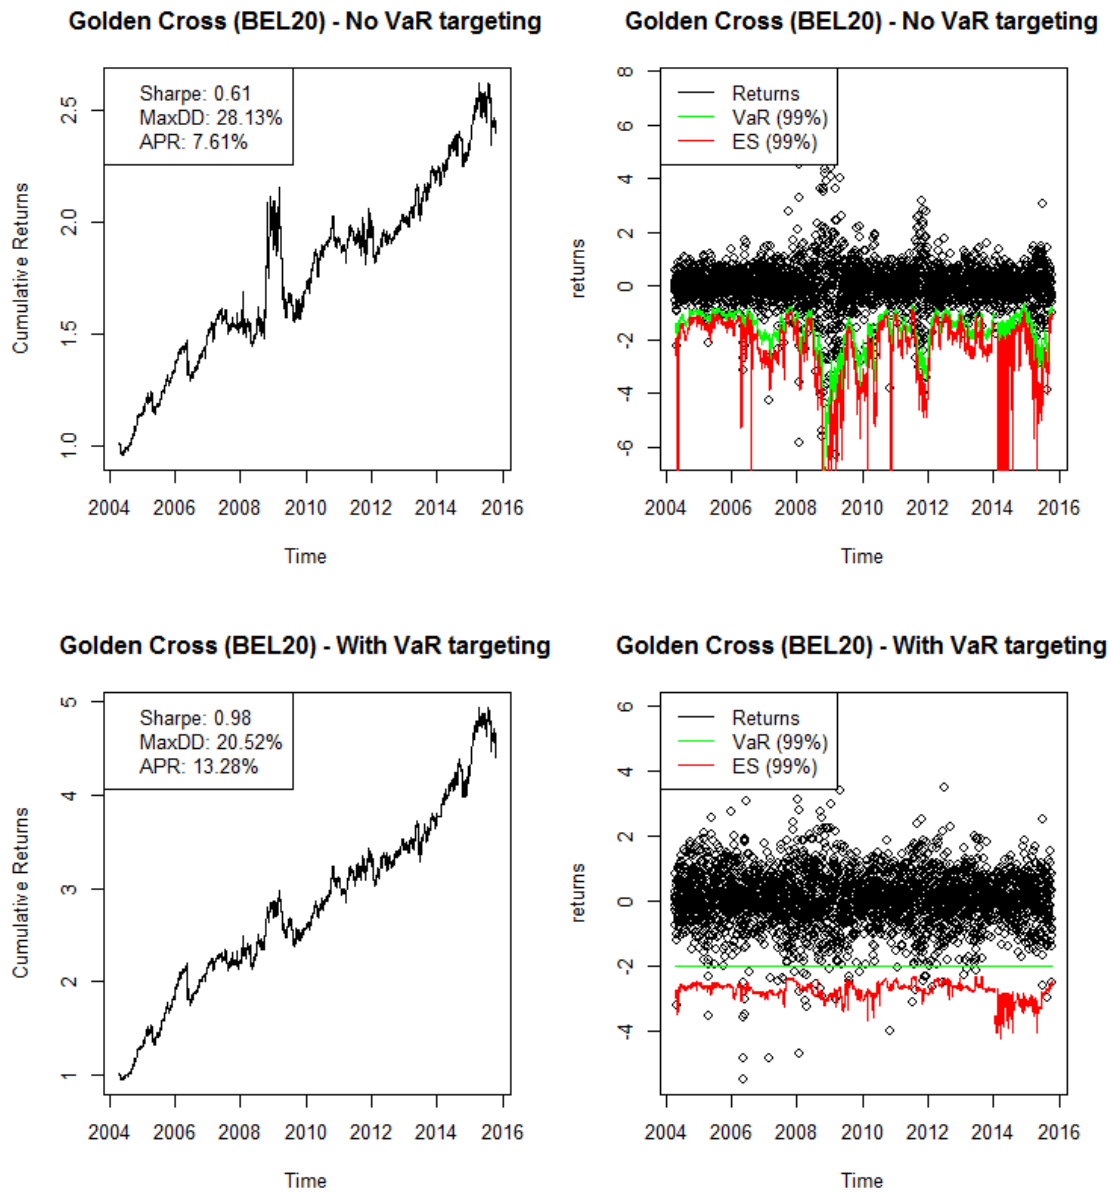 Golden Cross (BEL20) - No VaR targeting
Sharpe: 0.61
MaxDD: 28.13%
APR: 7.61%
Cumulative Returns
1.0
1.5
2.0
2.5
2004 2006 2008 2010 2012 2014 2016
Time
Golden Cross (BEL20) - No VaR targeting
Returns
VaR (99%)
ES (99%)
returns
8
6
4
2
0
-2
-4
-6
2004 2006 2008 2010 2012 2014 2016
Time
Golden Cross (BEL20) - With VaR targeting
Sharpe: 0.98
MaxDD: 20.52%
APR: 13.28%
Cumulative Returns
5
4
3
2
1
2004 2006 2008 2010 2012 2014 2016
Time
Golden Cross (BEL20) - With VaR targeting
Returns
VaR (99%)
ES (99%)
returns
6
4
2
0
-2
-4
2004 2006 2008 2010 2012 2014 2016
Time